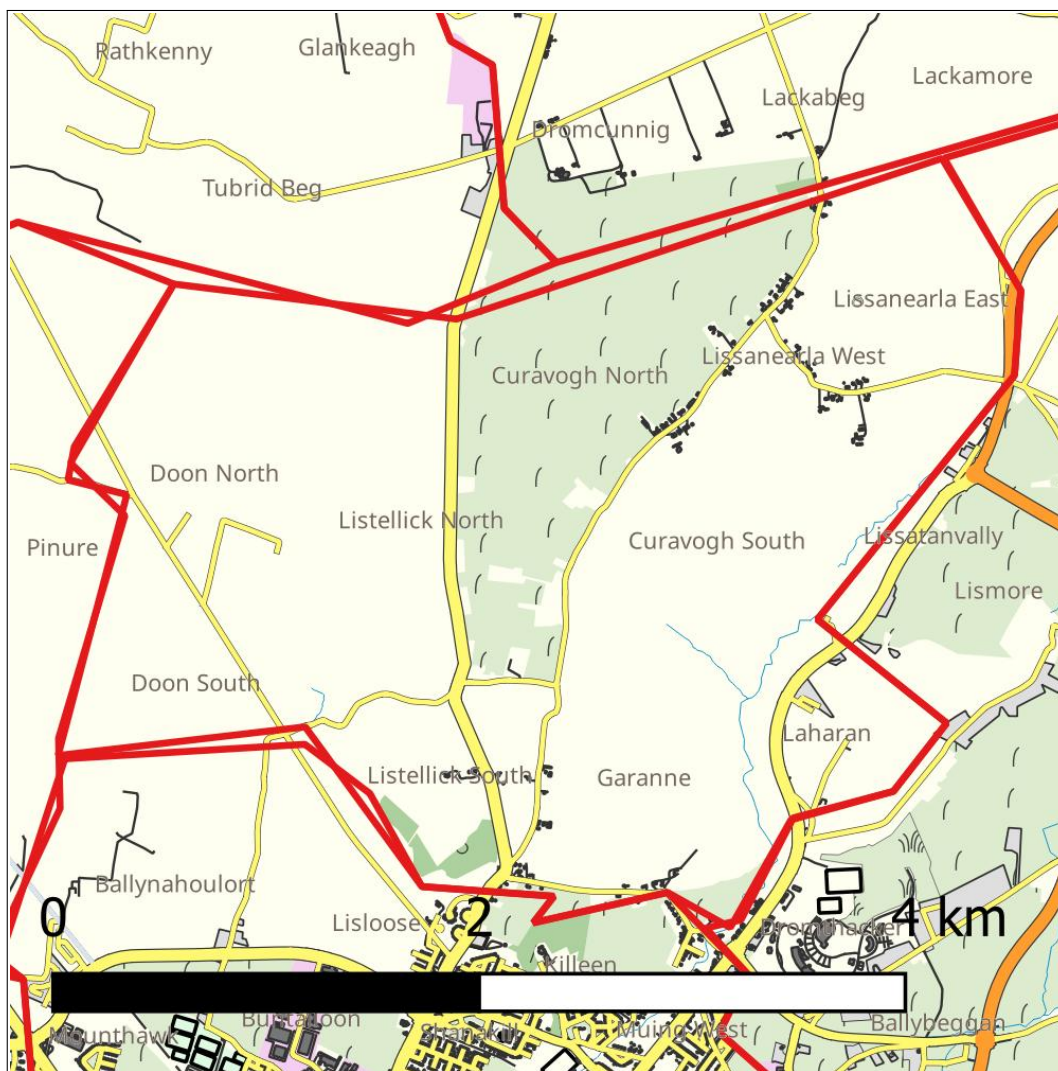 Rathkenny
Glankeagh
Lackamore
Lackabeg
Dromcunnig
Tubrid Beg
Lissanearla East
Lissanearla West
Curavogh North
Doon North
Listellick North
Pinure
Curavogh South
Lissatanvally
Lismore
Doon South
Laharan
Listellick South
Garanne
Ballynahoulort
0
2
4 km
Lisloose
Dromthacker
Killeen
Mounthawk
Buntalloon
Shanakill
Muing West
Ballybeggan